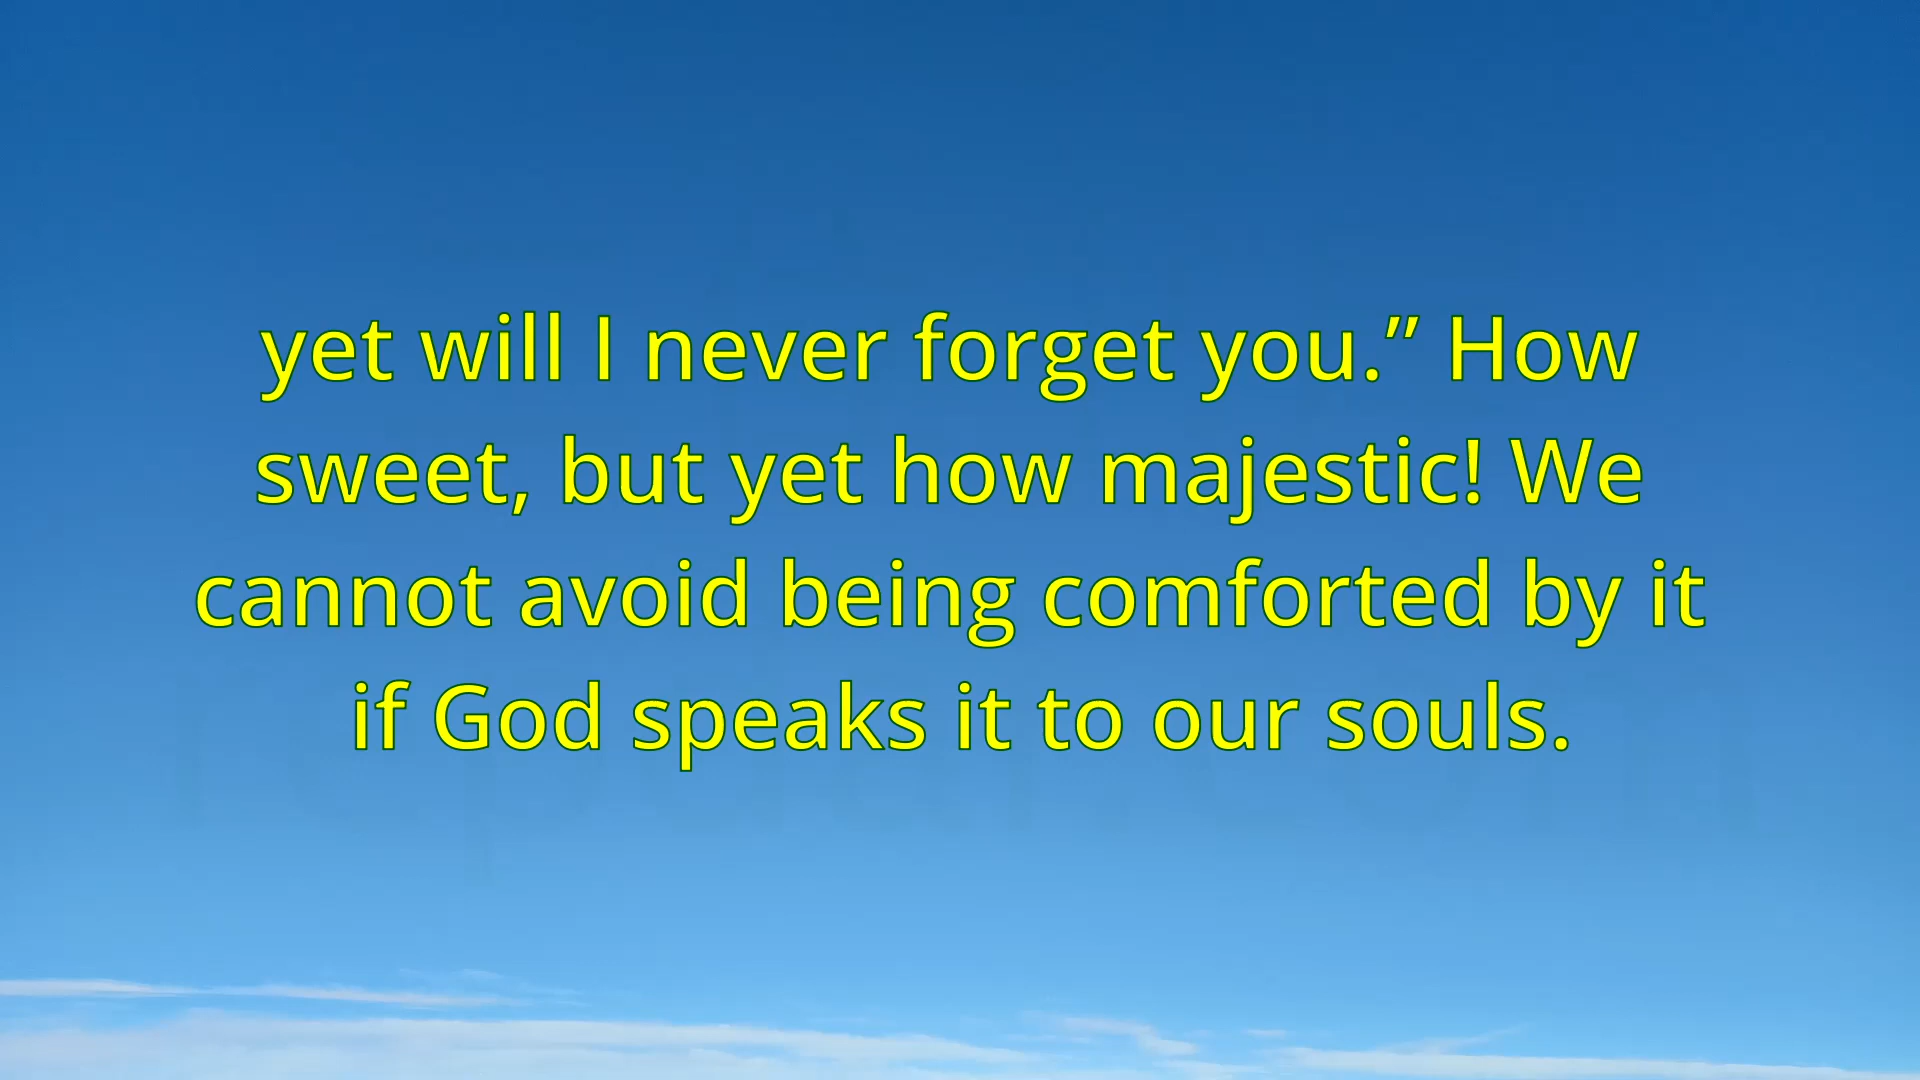 yet will I never forget you.” How
sweet, but yet how majestic! We
cannot avoid being comforted by it
if God speaks it to our souls.